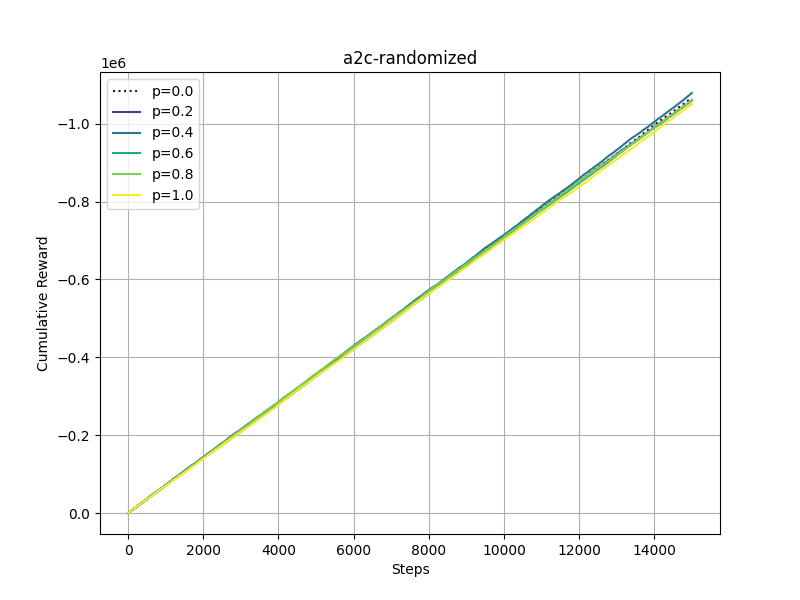 a2c-randomized
1e6
p=0.0
p=0.2
p=0.4
p=0.6
p=0.8
p=1.0
−1.0
−0.8
−0.6
−0.4
−0.2
0.0
Cumulative Reward
0 2000 4000 6000 8000 10000 12000 14000
Steps